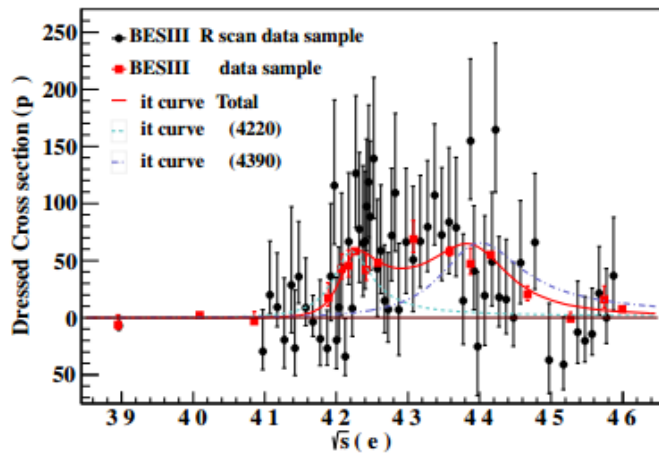 250
200
150
100
50
0
50
Dressed Cross section (p )
BESIII R scan data sample
BESIII data sample
it curve Total
it curve (4220)
it curve (4390)
3 9 4 0 4 1 4 2 4 3 4 4 4 5 4 6
√s ( e )